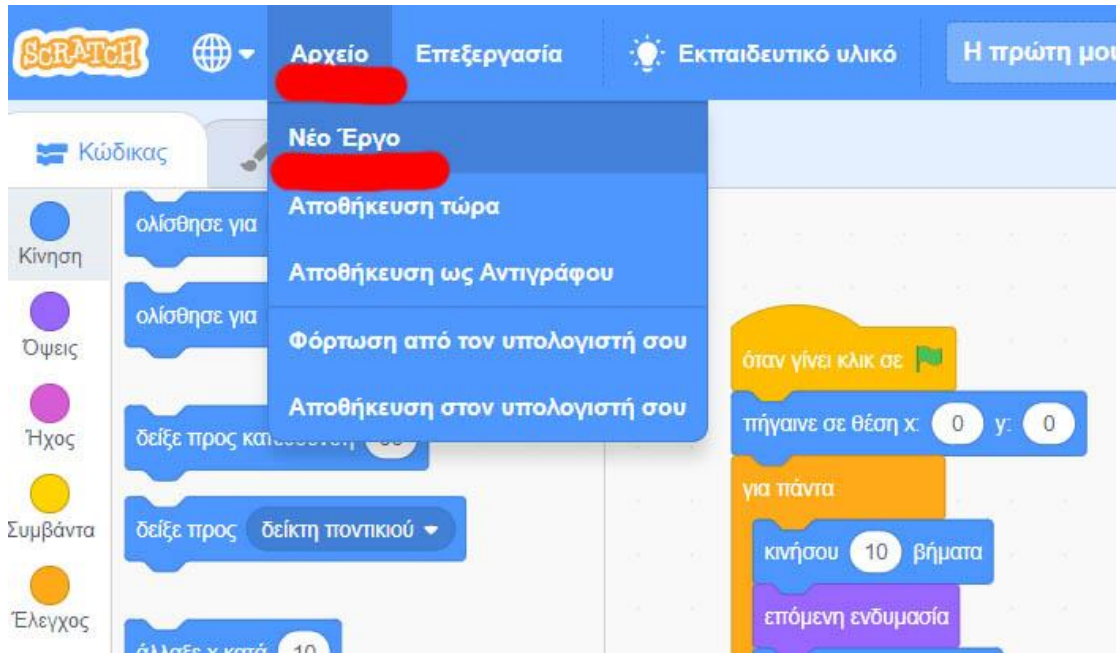 SCRATCH
Αρχείο
Επεξεργασία
Εκπαιδευτικό υλικό
Η πρώτη μου
Κώδικας
Νέο Έργο
Αποθήκευση τώρα
Αποθήκευση ως Αντιγράφου
Φόρτωση από τον υπολογιστή σου
Αποθήκευση στον υπολογιστή σου
Κίνηση
Όψεις
Ήχος
Συμβάντα
Έλεγχος
ολίσθησε για
ολίσθησε για
δείξε προς
δείξε προς δείκτη ποντικιού
άλλαξε x κατά 10
όταν γίνει κλικ σε
πήγαινε σε θέση x: 0 y: 0
για πάντα
κινήσου 10 βήματα
επόμενη ενδυμασία